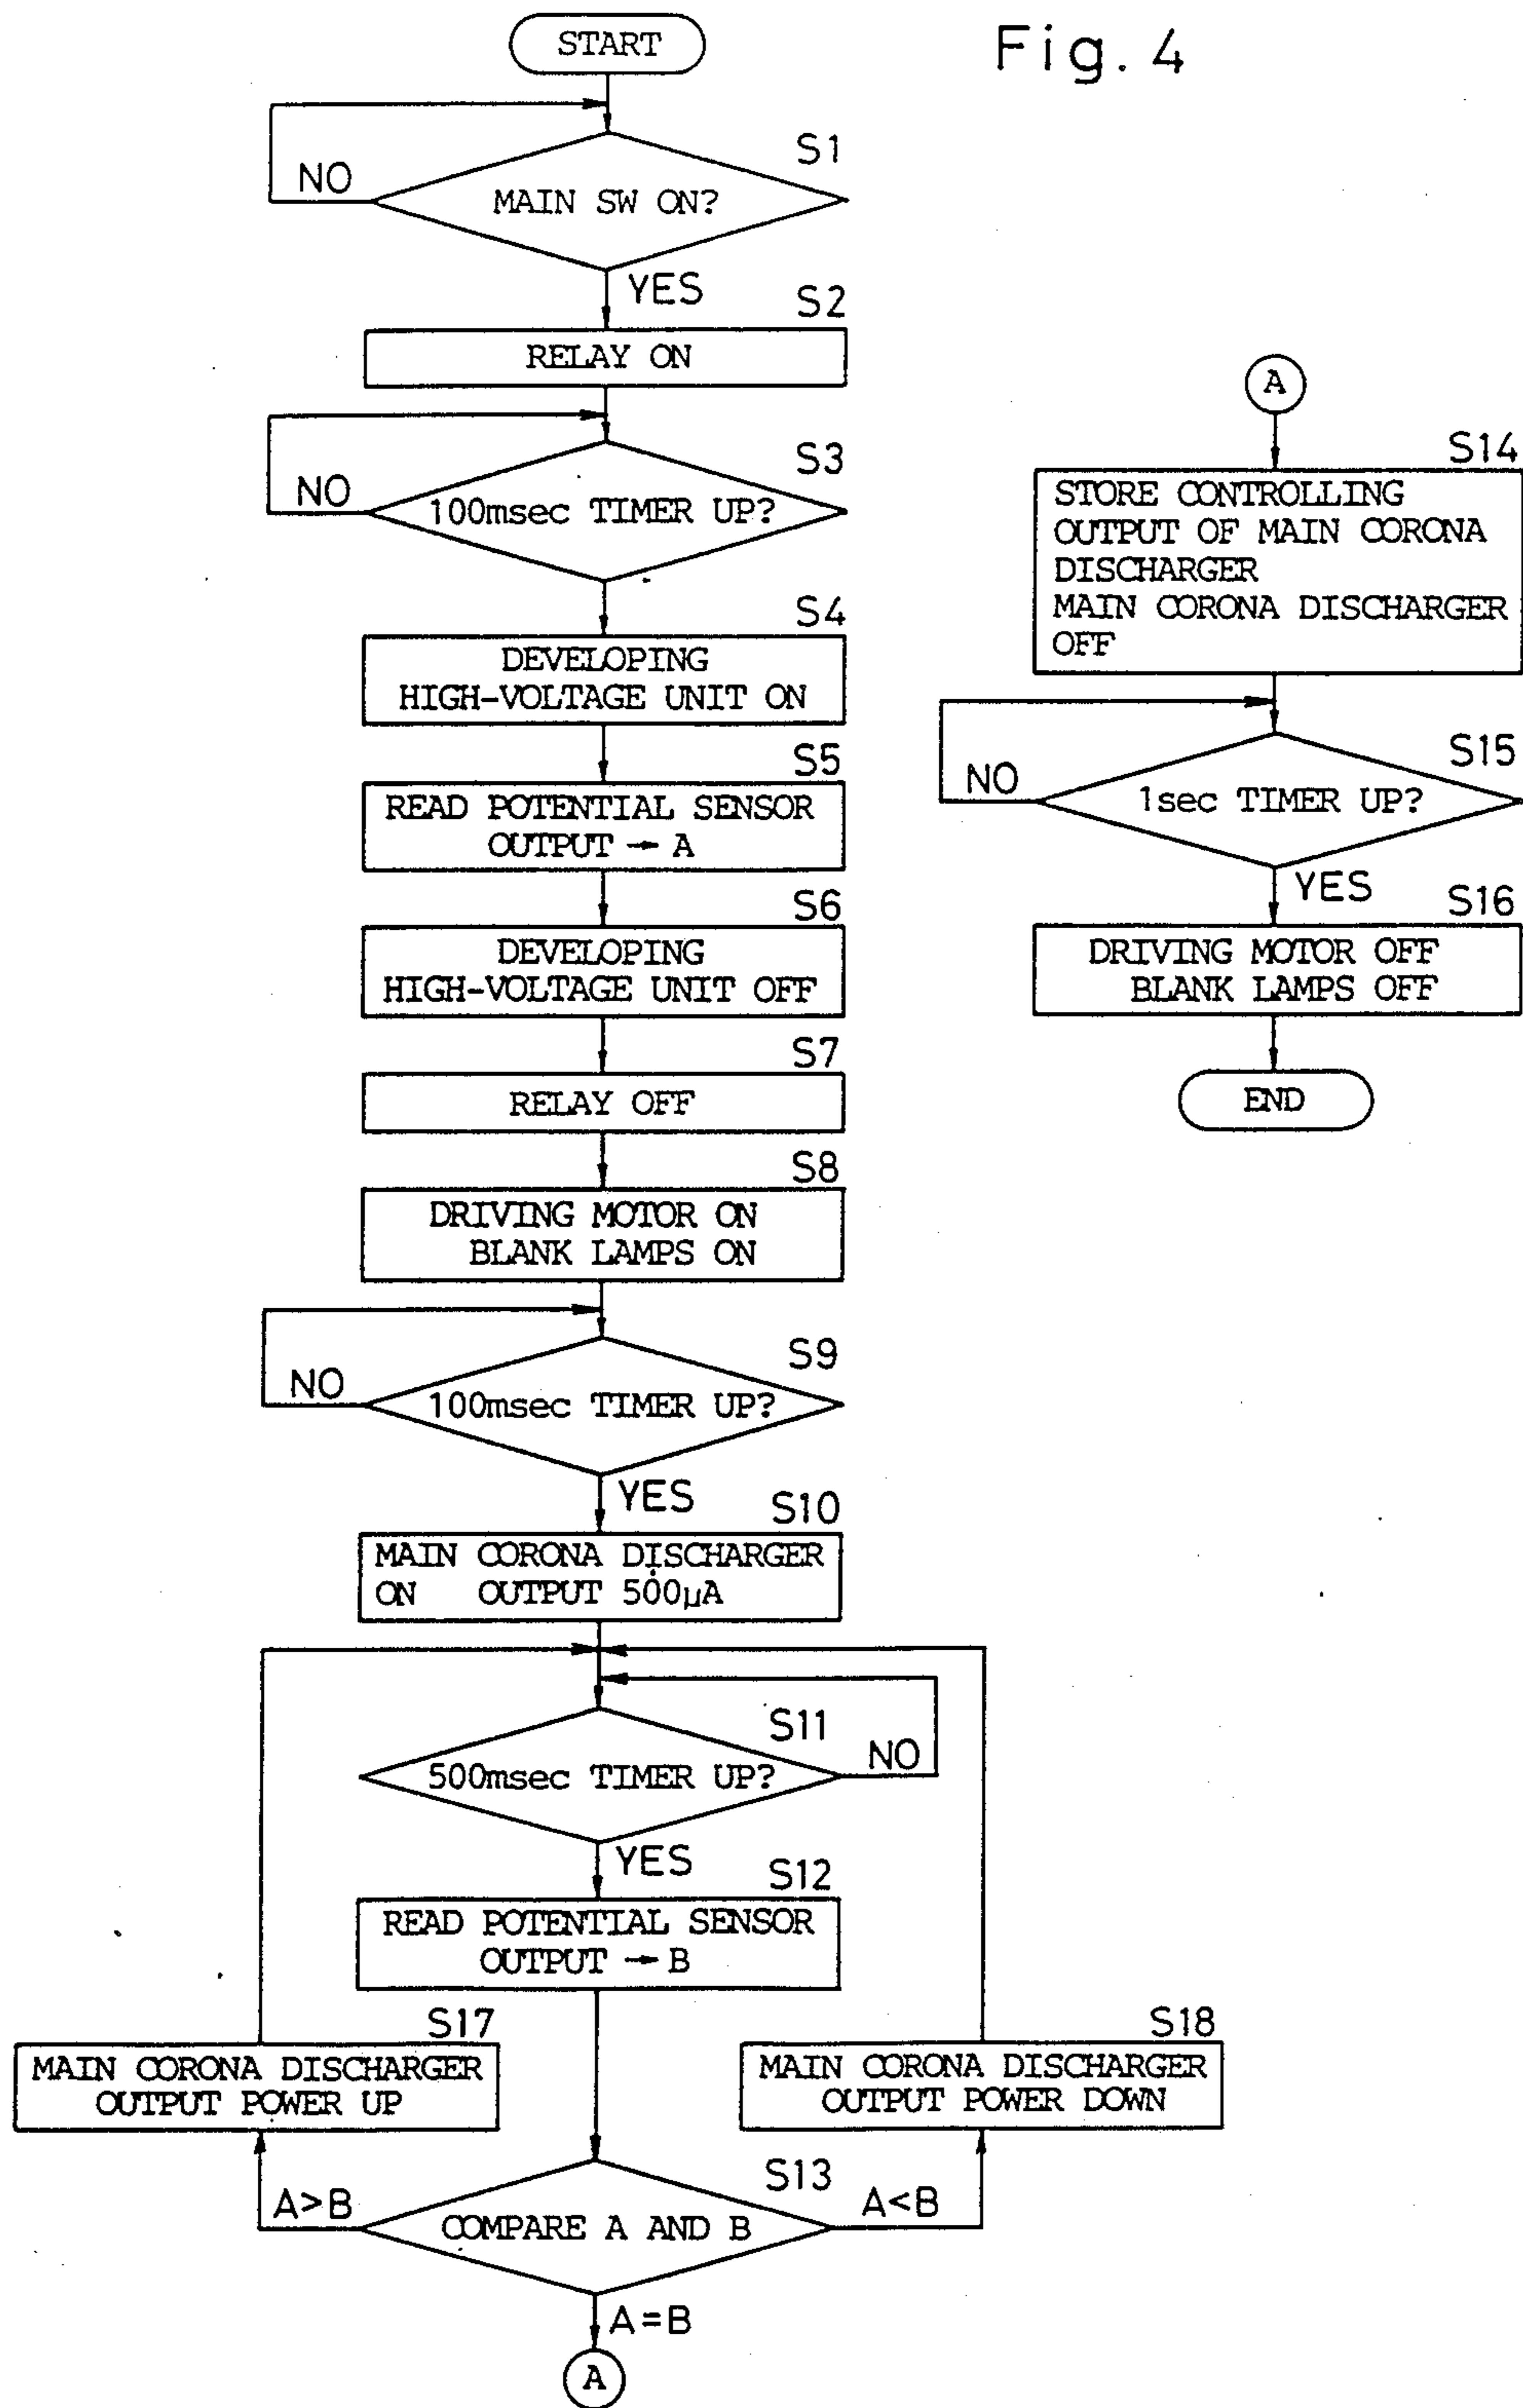 Fig. 4
START
S1
NO
MAIN SW ON?
YES
S2
RELAY ON
S3
NO
100msec TIMER UP?
S4
DEVELOPING
HIGH-VOLTAGE UNIT ON
S5
READ POTENTIAL SENSOR
OUTPUT → A
S6
DEVELOPING
HIGH-VOLTAGE UNIT OFF
S7
RELAY OFF
S8
DRIVING MOTOR ON
BLANK LAMPS ON
S9
NO
100msec TIMER UP?
YES
S10
MAIN CORONA DISCHARGER
ON OUTPUT 500μA
S11
NO
500msec TIMER UP?
YES
S12
READ POTENTIAL SENSOR
OUTPUT → B
S17
MAIN CORONA DISCHARGER
OUTPUT POWER UP
S18
MAIN CORONA DISCHARGER
OUTPUT POWER DOWN
S13
A>B
COMPARE A AND B
A<B
A=B
A
A
S14
STORE CONTROLLING
OUTPUT OF MAIN CORONA
DISCHARGER
MAIN CORONA DISCHARGER
OFF
S15
NO
1sec TIMER UP?
YES
S16
DRIVING MOTOR OFF
BLANK LAMPS OFF
END